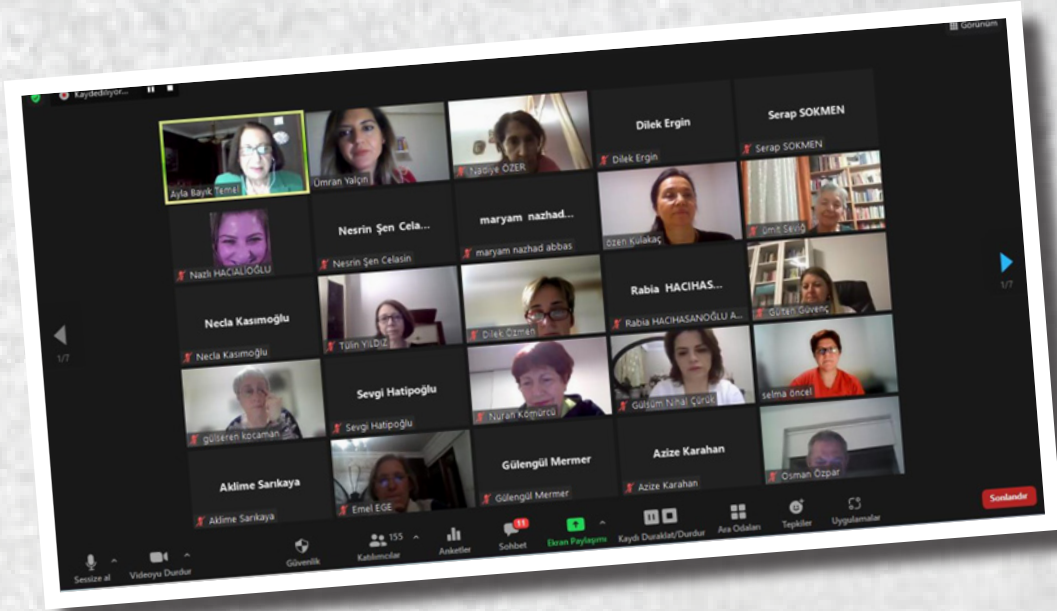 Kaydediliyor...
Görünüm
Ayla Bayık Temel
Ümran Yalçın
Nadiye ÖZER
Dilek Ergin
Dilek Ergin
Serap SOKMEN
Serap SOKMEN
Nazlı HACIALİOĞLU
Nesrin Şen Cela...
Nesrin Şen Celasin
maryam nazhad...
maryam nazhad abbas
özen Kulakaç
Ümit Seviğ
Necla Kasımoğlu
Necla Kasımoğlu
Tülin YILDIZ
Dilek Özmen
Rabia HACIHAS...
Rabia HACIHASANOĞLU A...
Gülten Güvenç
gülseren kocaman
Sevgi Hatipoğlu
Sevgi Hatipoğlu
Nuran Kömürcü
Gülsüm Nihal Çürük
selma öncel
Aklime Sarıkaya
Aklime Sarıkaya
Emel EGE
Gülengül Mermer
Gülengül Mermer
Azize Karahan
Azize Karahan
Osman Özpar
1/7
1/7
Sessize al
Videoyu Durdur
Güvenlik
155
Katılımcılar
Anketler
11
Sohbet
Ekran Paylaşımı
Kaydı Duraklat/Durdur
Ara Odaları
Tepkiler
Uygulamalar
Sonlandır